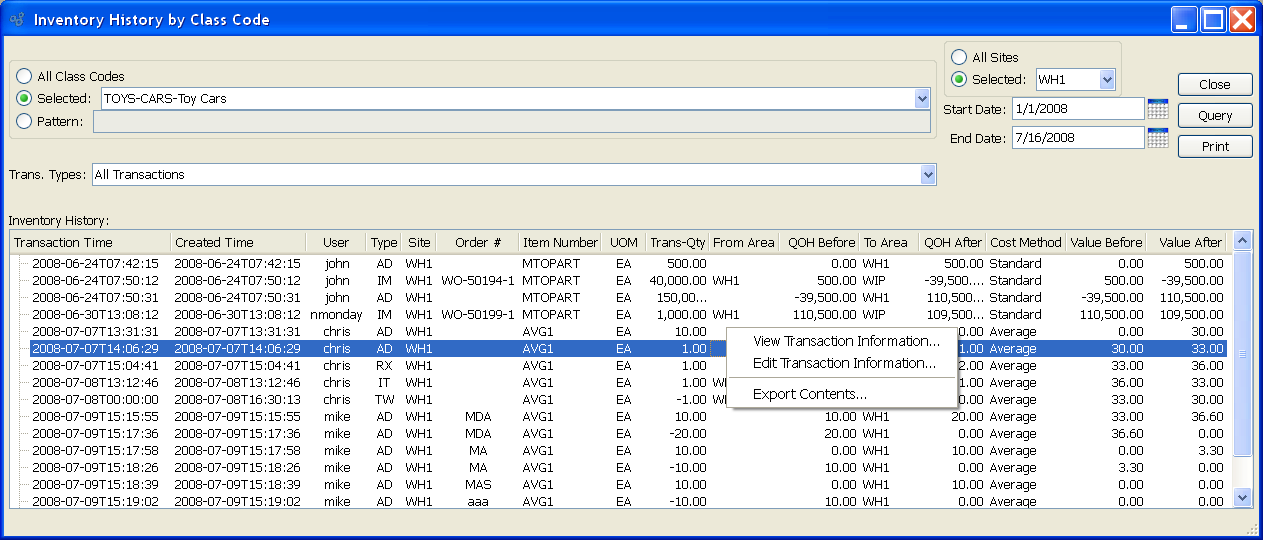 Inventory History by Class Code
All Class Codes
Selected: TOYS-CARS-Toy Cars
Pattern:
All Sites
Selected: WH1
Start Date: 1/1/2008
End Date: 7/16/2008
Close
Query
Print
Trans. Types: All Transactions
Inventory History:
Transaction Time Created Time User Type Site Order # Item Number UOM Trans-Qty From Area QOH Before To Area QOH After Cost Method Value Before Value After
2008-06-24T07:42:15 2008-06-24T07:42:15 john AD WH1 MTOPART EA 500.00 0.00 WH1 500.00 Standard 0.00 500.00
2008-06-24T07:50:12 2008-06-24T07:50:12 john IM WH1 WO-50194-1 MTOPART EA 40,000.00 WH1 500.00 WIP -39,500.... Standard 500.00 -39,500.00
2008-06-24T07:50:31 2008-06-24T07:50:31 john AD WH1 MTOPART EA 150,00... -39,500.00 WH1 110,500.... Standard -39,500.00 110,500.00
2008-06-30T13:08:12 2008-06-30T13:08:12 nmonday IM WH1 WO-50199-1 MTOPART EA 1,000.00 WH1 110,500.00 WIP 109,500.... Standard 110,500.00 109,500.00
2008-07-07T13:31:31 2008-07-07T13:31:31 chris AD WH1 AVG1 EA 10.00 10.00 Average 0.00 30.00
2008-07-07T14:06:29 2008-07-07T14:06:29 chris AD WH1 AVG1 EA 1.00 1.00 Average 30.00 33.00
2008-07-07T15:04:41 2008-07-07T15:04:41 chris RX WH1 AVG1 EA 1.00 2.00 Average 33.00 36.00
2008-07-08T13:12:46 2008-07-08T13:12:46 chris IT WH1 AVG1 EA 1.00 1.00 Average 36.00 33.00
2008-07-08T00:00:00 2008-07-08T16:30:13 chris TW WH1 AVG1 EA -1.00 0.00 Average 33.00 30.00
2008-07-09T15:15:55 2008-07-09T15:15:55 mike AD WH1 MDA AVG1 EA 10.00 10.00 WH1 20.00 Average 33.00 36.60
2008-07-09T15:17:36 2008-07-09T15:17:36 mike AD WH1 MDA AVG1 EA -20.00 20.00 WH1 0.00 Average 36.60 0.00
2008-07-09T15:17:58 2008-07-09T15:17:58 mike AD WH1 MA AVG1 EA 10.00 0.00 WH1 10.00 Average 0.00 3.30
2008-07-09T15:18:26 2008-07-09T15:18:26 mike AD WH1 MA AVG1 EA -10.00 10.00 WH1 0.00 Average 3.30 0.00
2008-07-09T15:18:39 2008-07-09T15:18:39 mike AD WH1 MAS AVG1 EA 10.00 0.00 WH1 10.00 Average 0.00 0.00
2008-07-09T15:19:02 2008-07-09T15:19:02 mike AD WH1 aaa AVG1 EA -10.00 10.00 WH1 0.00 Average 0.00 0.00
View Transaction Information...
Edit Transaction Information...
Export Contents...